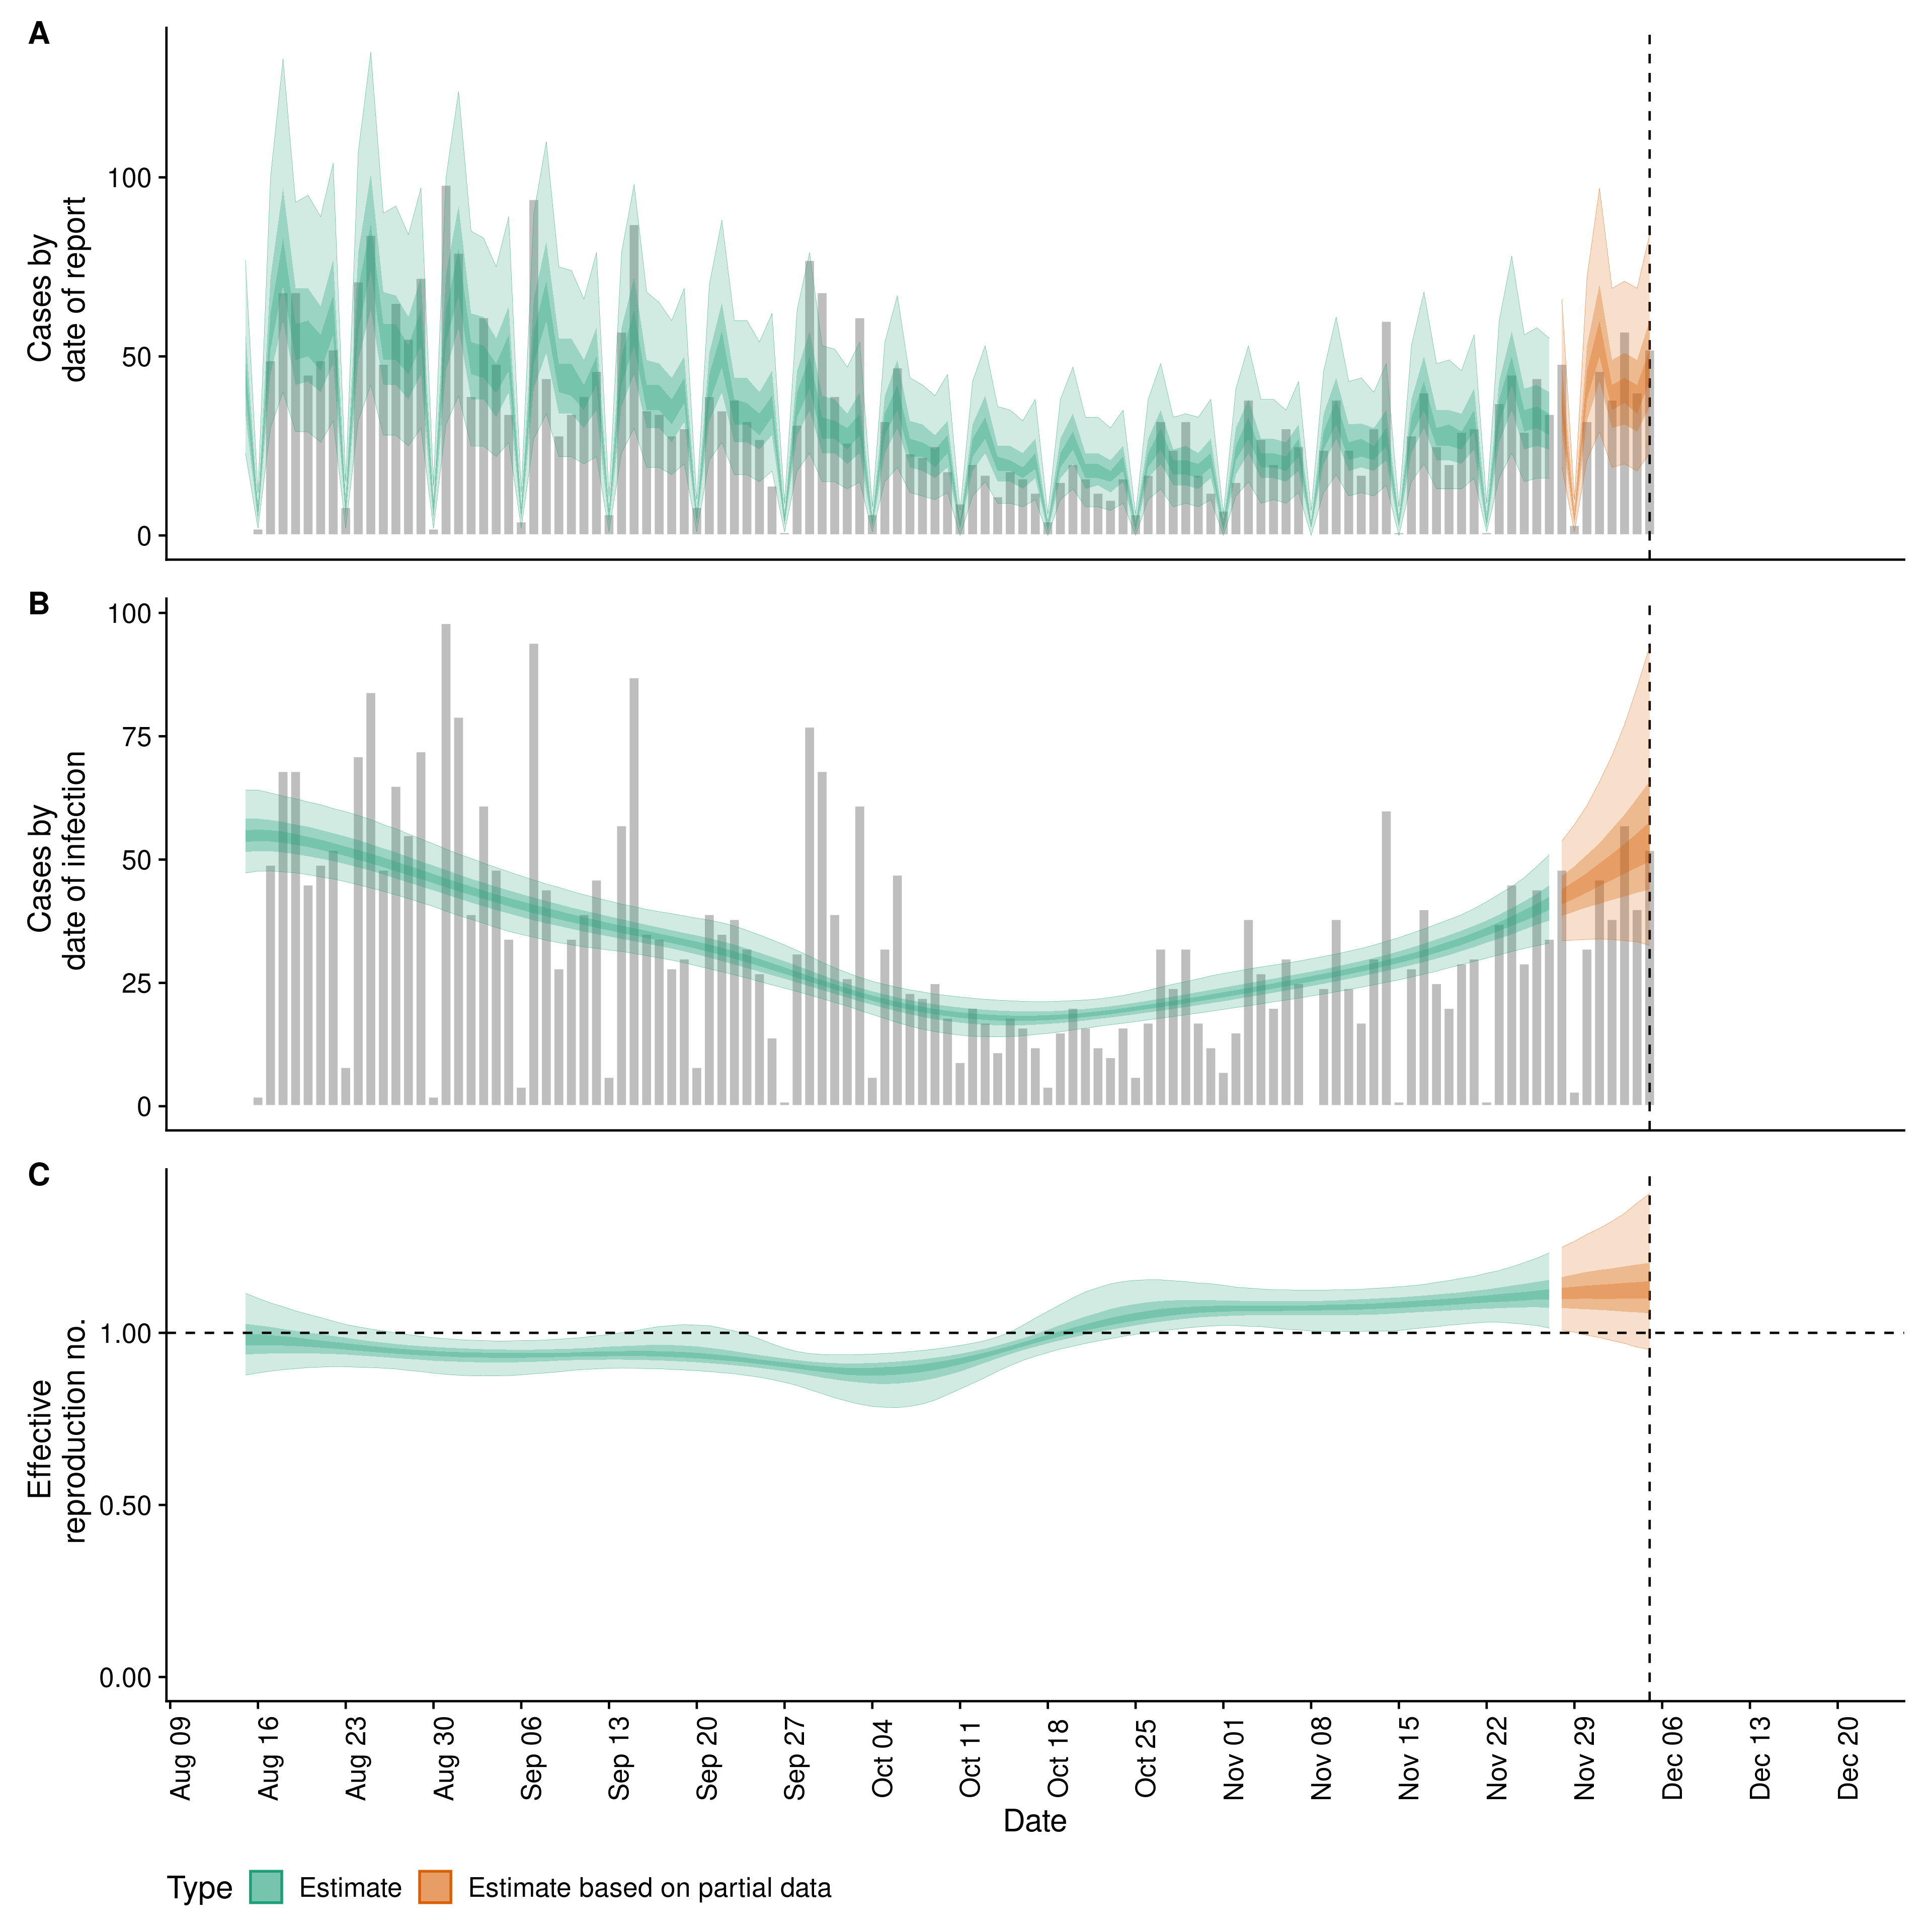 A
Cases by
date of report
100
50
0
B
Cases by
date of infection
100
75
50
25
0
C
Effective
reproduction no.
1.00
0.50
0.00
Aug 09
Aug 16
Aug 23
Aug 30
Sep 06
Sep 13
Sep 20
Sep 27
Oct 04
Oct 11
Oct 18
Oct 25
Nov 01
Nov 08
Nov 15
Nov 22
Nov 29
Dec 06
Dec 13
Dec 20
Date
Type Estimate Estimate based on partial data